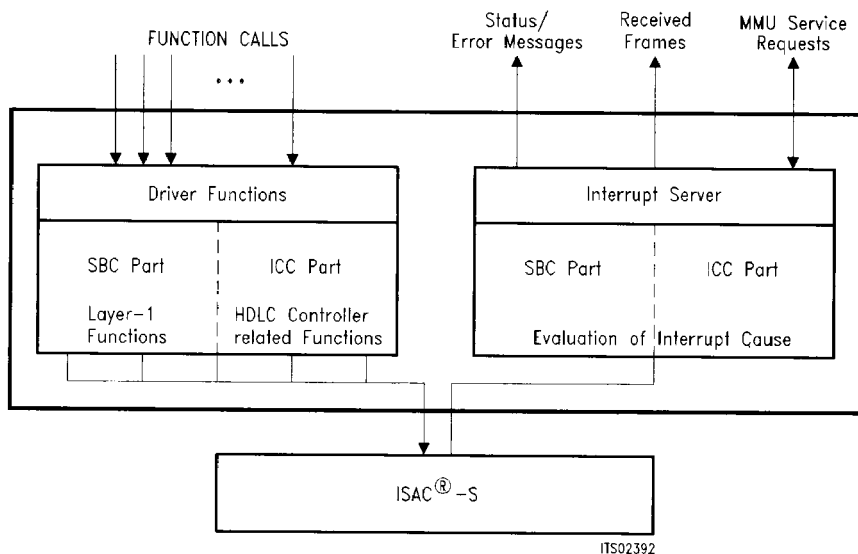 FUNCTION CALLS
...
Status/
Error Messages
Received
Frames
MMU Service
Requests
Driver Functions
SBC Part
ICC Part
Layer-1
Functions
HDLC Controller
related Functions
Interrupt Server
SBC Part
ICC Part
Evaluation of Interrupt Cause
ISAC®-S
ITS02392